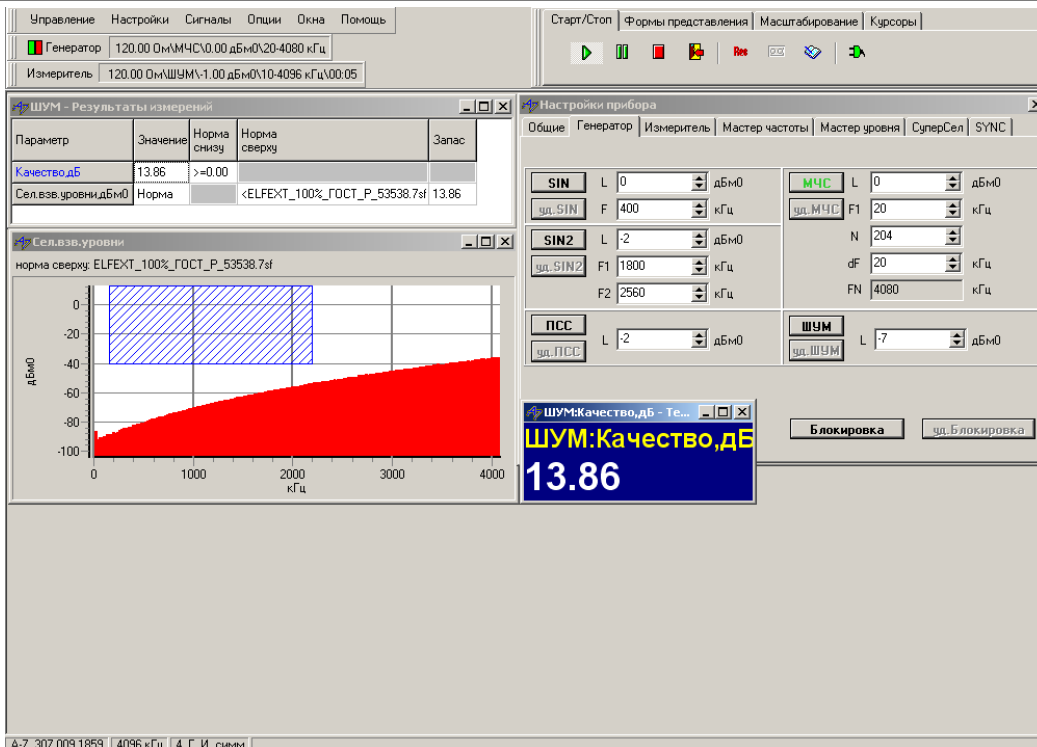 Управление Настройки Сигналы Опции Окна Помощь
Генератор 120.00 Ом\МЧС\0.00 дБм0\20-4080 кГц
Измеритель 120.00 Ом\ШУМ\-1.00 дБм0\10-4096 кГц\00:05
Старт/Стоп Формы представления Масштабирование Курсоры
Res
ШУМ - Результаты измерений
Параметр Значение Норма снизу Норма сверху Запас
Качество,дБ 13.86 >=0.00
Сел.взв.уровни,дБм0 Норма <ELFEXT_100%_ГОСТ_Р_53538.7sf 13.86
Сел.взв.уровни
норма сверху: ELFEXT_100%_ГОСТ_Р_53538.7sf
дБм0
0
-20
-40
-60
-80
-100
0 1000 2000 3000 4000
кГц
Настройки прибора
Общие Генератор Измеритель Мастер частоты Мастер уровня СуперСел SYNC
SIN L 0 дБм0
уд.SIN F 400 кГц
SIN2 L -2 дБм0
уд.SIN2 F1 1800 кГц
F2 2560 кГц
ПСС
уд.ПСС L -2 дБм0
МЧС L 0 дБм0
уд.МЧС F1 20 кГц
N 204
dF 20 кГц
FN 4080 кГц
ШУМ
уд.ШУМ L -7 дБм0
Блокировка уд.Блокировка
ШУМ:Качество,дБ - Те...
ШУМ:Качество,дБ
13.86
А-7 307.009.1859 4096 кГц 4 Г И симм